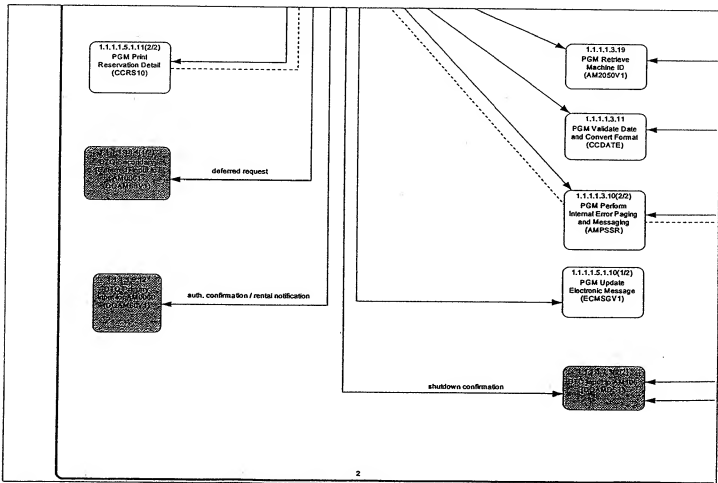 1.1.1.1.5.1.11(2/2)
PGM Print
Reservation Detail
(CCRS10)
1.1.1.1.3.19
PGM Retrieve
Machine ID
(AM2050V1)
1.1.1.1.3.11
PGM Validate Date
and Convert Format
(CCDATE)
deferred request
1.1.1.1.3.10(2/2)
PGM Perform
Internal Error Paging
and Messaging
(AMPSSR)
1.1.1.1.5.1.10(1/2)
PGM Update
Electronic Message
(ECMSGV1)
auth. confirmation / rental notification
shutdown confirmation
2